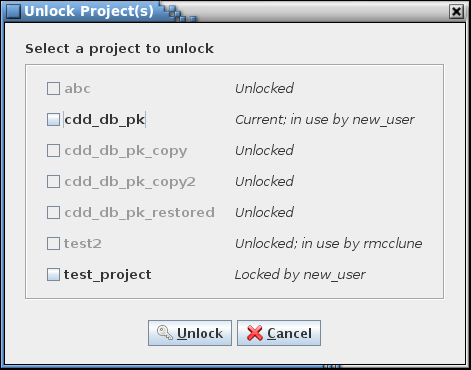 Unlock Project(s)
Select a project to unlock
abc Unlocked
cdd_db_pk Current; in use by new_user
cdd_db_pk_copy Unlocked
cdd_db_pk_copy2 Unlocked
cdd_db_pk_restored Unlocked
test2 Unlocked; in use by rmcclune
test_project Locked by new_user
Unlock Cancel